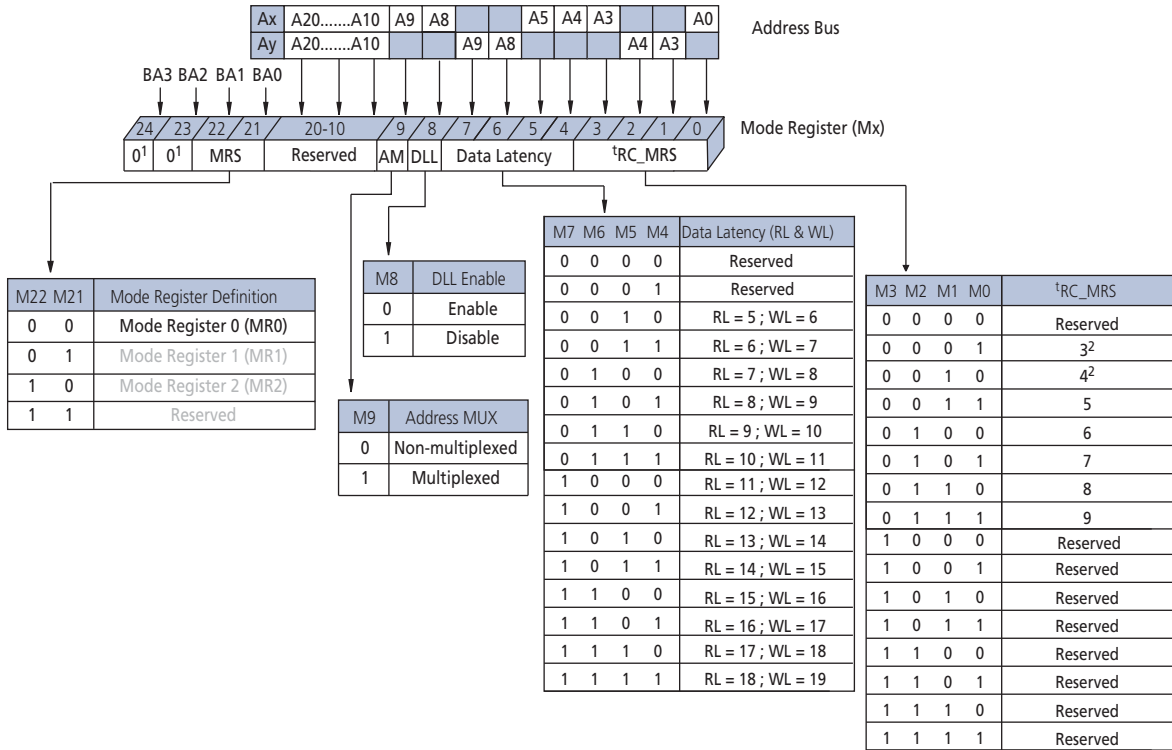 Ax A20.......A10 A9 A8 A5 A4 A3 A0
Ay A20.......A10 A9 A8 A4 A3
Address Bus
BA3 BA2 BA1 BA0
24 23 22 21 20-10 9 8 7 6 5 4 3 2 1 0
Mode Register (Mx)
0¹ 0¹ MRS Reserved AM DLL Data Latency ᵗRC_MRS
M22 M21 Mode Register Definition
0 0 Mode Register 0 (MR0)
0 1 Mode Register 1 (MR1)
1 0 Mode Register 2 (MR2)
1 1 Reserved
M8 DLL Enable
0 Enable
1 Disable
M9 Address MUX
0 Non-multiplexed
1 Multiplexed
M7 M6 M5 M4 Data Latency (RL & WL)
0 0 0 0 Reserved
0 0 0 1 Reserved
0 0 1 0 RL = 5 ; WL = 6
0 0 1 1 RL = 6 ; WL = 7
0 1 0 0 RL = 7 ; WL = 8
0 1 0 1 RL = 8 ; WL = 9
0 1 1 0 RL = 9 ; WL = 10
0 1 1 1 RL = 10 ; WL = 11
1 0 0 0 RL = 11 ; WL = 12
1 0 0 1 RL = 12 ; WL = 13
1 0 1 0 RL = 13 ; WL = 14
1 0 1 1 RL = 14 ; WL = 15
1 1 0 0 RL = 15 ; WL = 16
1 1 0 1 RL = 16 ; WL = 17
1 1 1 0 RL = 17 ; WL = 18
1 1 1 1 RL = 18 ; WL = 19
M3 M2 M1 M0 ᵗRC_MRS
0 0 0 0 Reserved
0 0 0 1 3²
0 0 1 0 4²
0 0 1 1 5
0 1 0 0 6
0 1 0 1 7
0 1 1 0 8
0 1 1 1 9
1 0 0 0 Reserved
1 0 0 1 Reserved
1 0 1 0 Reserved
1 0 1 1 Reserved
1 1 0 0 Reserved
1 1 0 1 Reserved
1 1 1 0 Reserved
1 1 1 1 Reserved